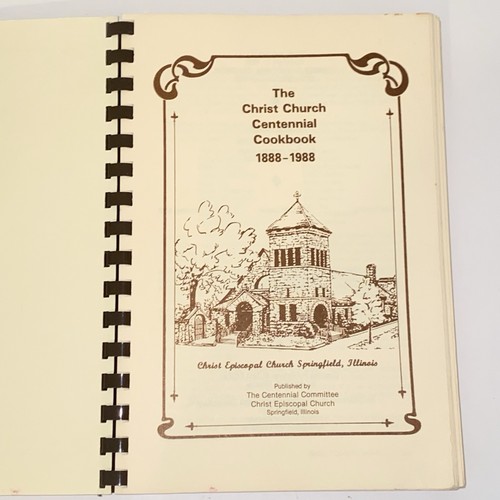 The
Christ Church
Centennial
Cookbook
1888-1988
Christ Episcopal Church Springfield, Illinois
Published by
The Centennial Committee
Christ Episcopal Church
Springfield, Illinois